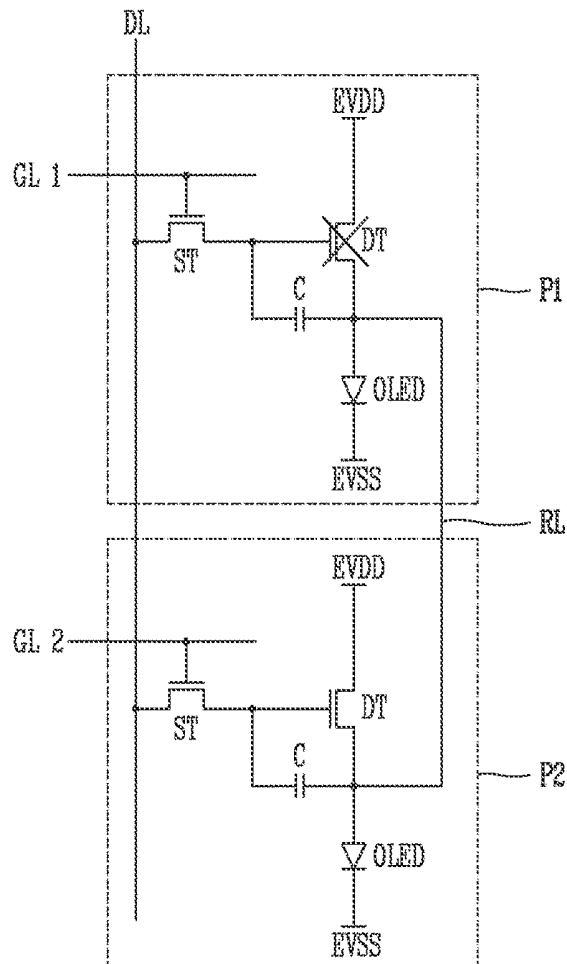 DL
EVDD
GL 1
DT
ST
C
P1
OLED
EVSS
RL
EVDD
GL 2
DT
ST
C
P2
OLED
EVSS